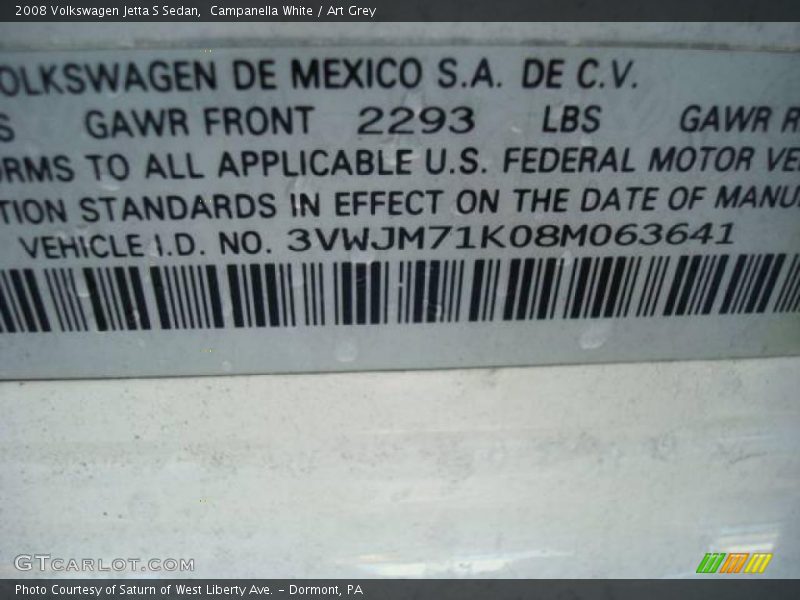 2008 Volkswagen Jetta S Sedan, Campanella White / Art Grey
OLKSWAGEN DE MEXICO S.A. DE C.V.
S GAWR FRONT 2293 LBS GAWR R
ORMS TO ALL APPLICABLE U.S. FEDERAL MOTOR VE
TION STANDARDS IN EFFECT ON THE DATE OF MANU
VEHICLE I.D. NO. 3VWJM71K08M063641
GTCARLOT.COM
Photo Courtesy of Saturn of West Liberty Ave. - Dormont, PA